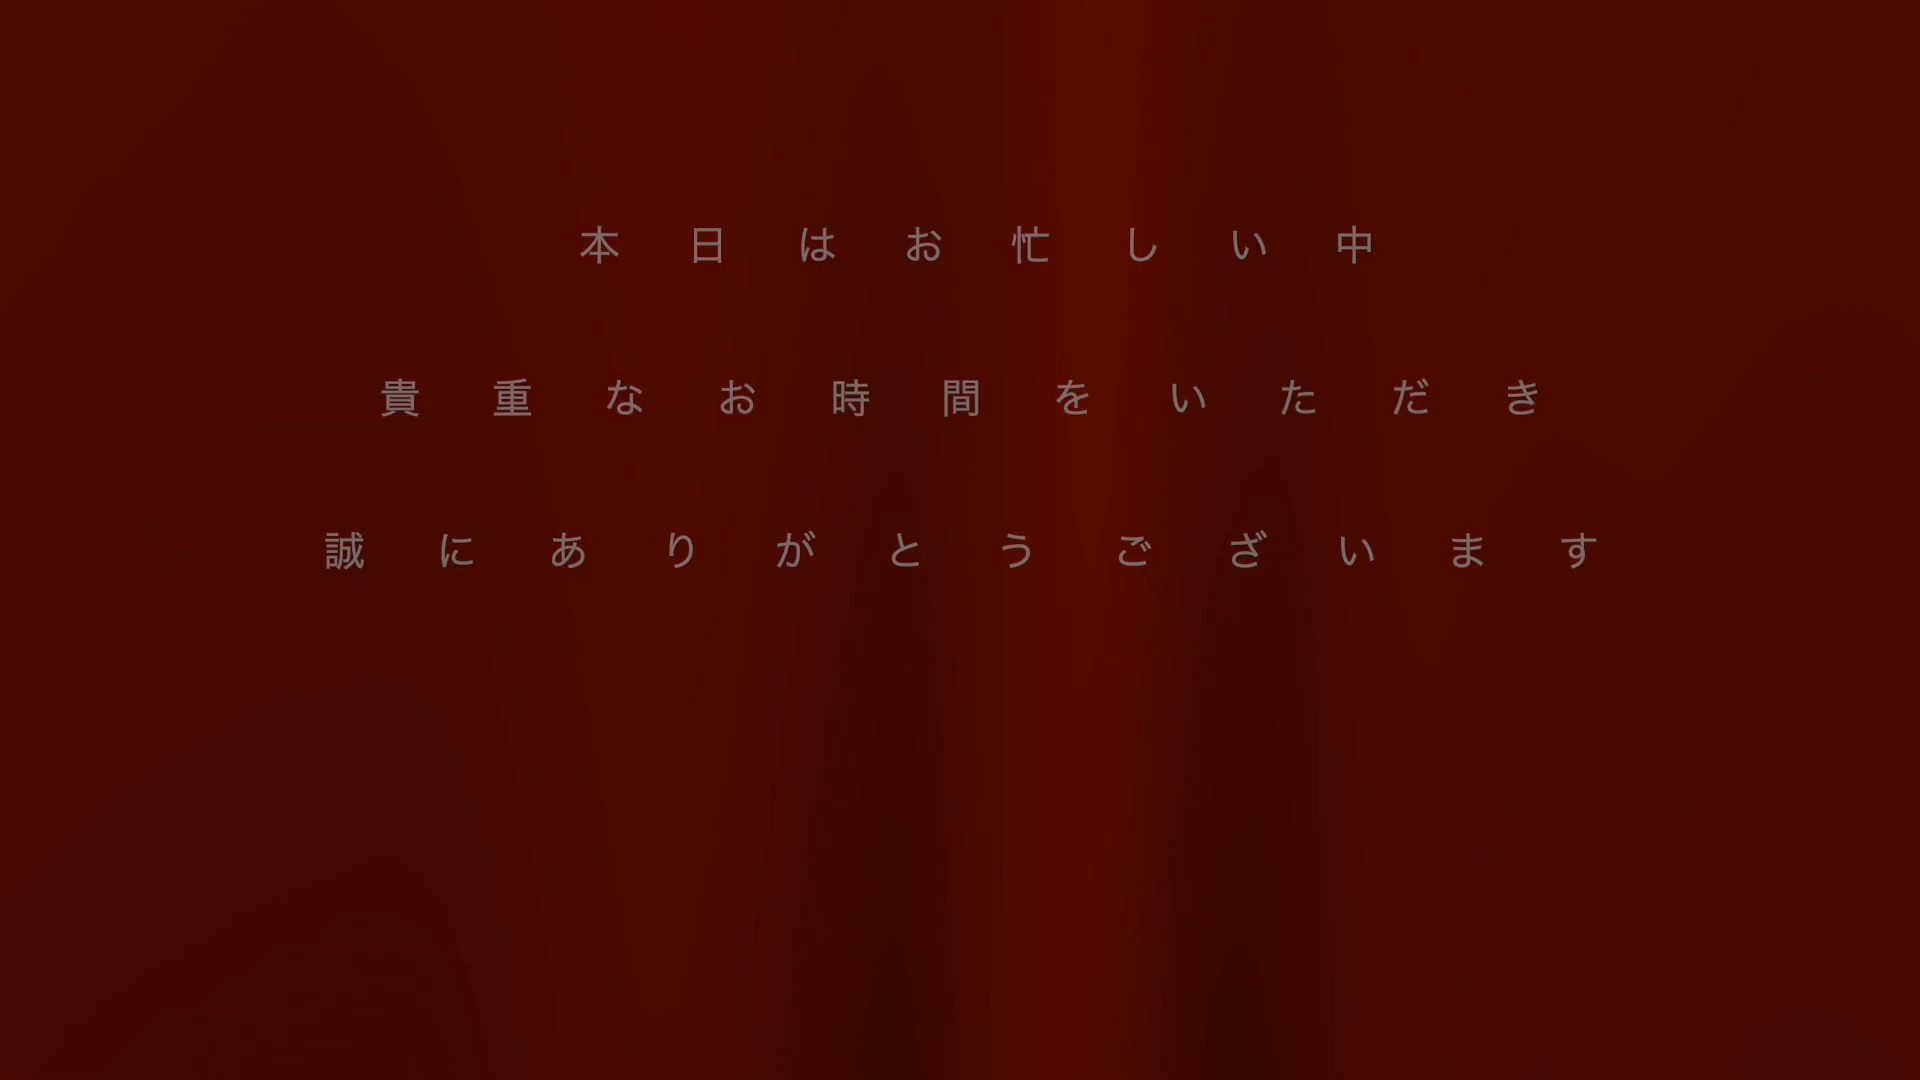 本日はお忙しい中
貴重なお時間をいただき
誠にありがとうございます